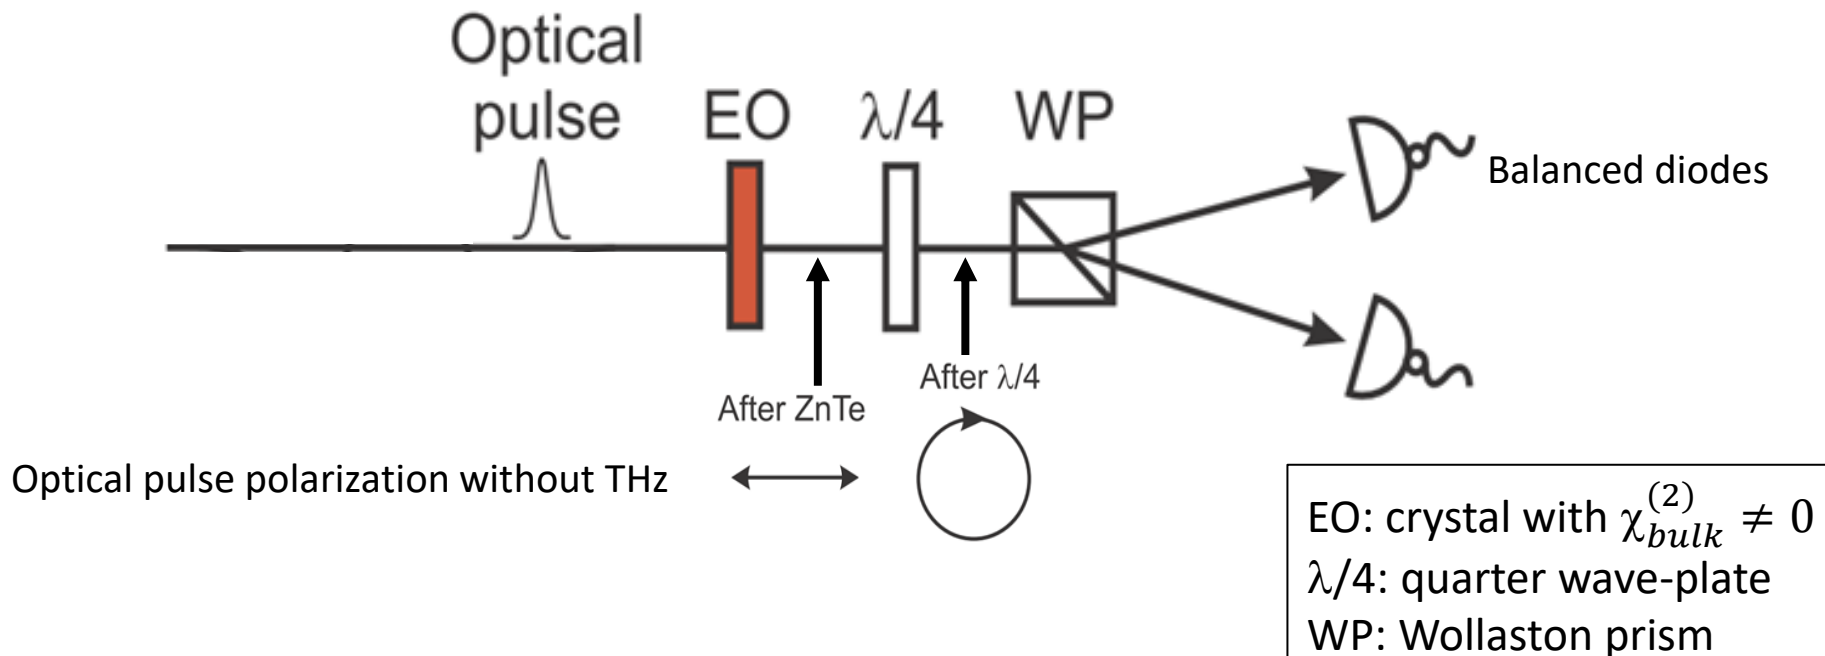 Optical
pulse
EO
λ/4
WP
Balanced diodes
After ZnTe
After λ/4
Optical pulse polarization without THz
EO: crystal with χ_{bulk}^{(2)} ≠ 0
λ/4: quarter wave-plate
WP: Wollaston prism